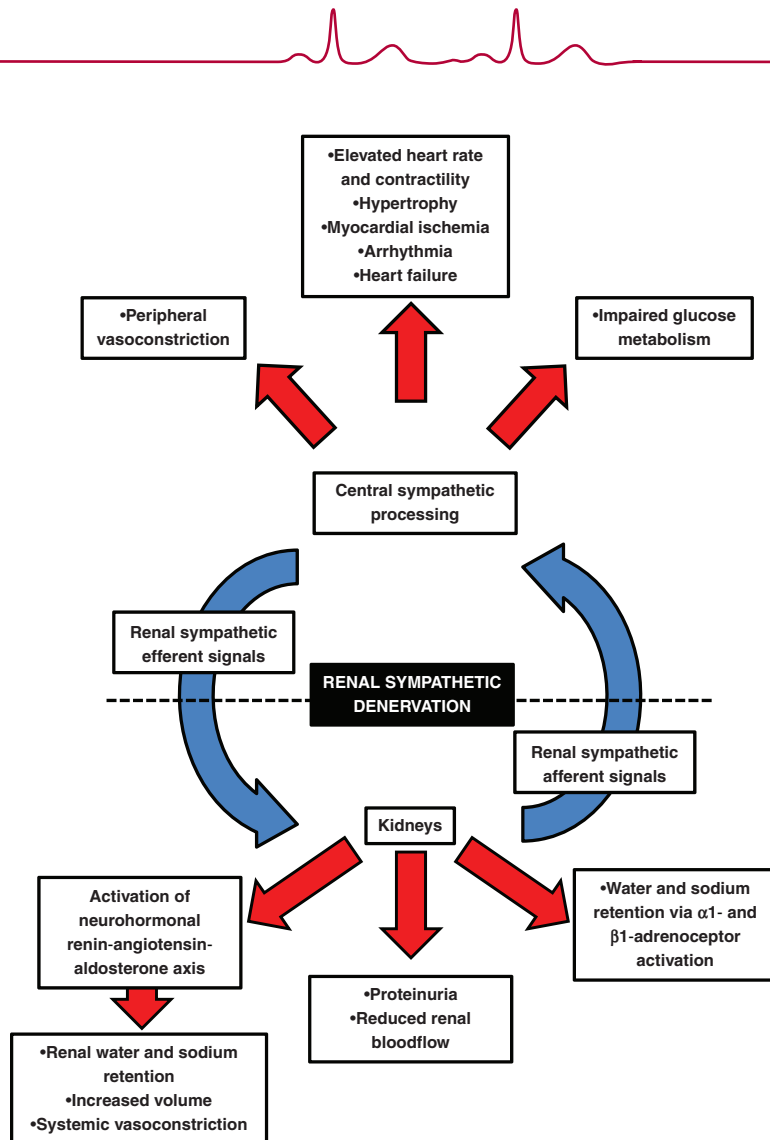 •Elevated heart rate
and contractility
•Hypertrophy
•Myocardial ischemia
•Arrhythmia
•Heart failure
•Peripheral
vasoconstriction
•Impaired glucose
metabolism
Central sympathetic
processing
Renal sympathetic
efferent signals
RENAL SYMPATHETIC
DENERVATION
Renal sympathetic
afferent signals
Kidneys
Activation of
neurohormonal
renin-angiotensin-
aldosterone axis
•Water and sodium
retention via α1- and
β1-adrenoceptor
activation
•Proteinuria
•Reduced renal
bloodflow
•Renal water and sodium
retention
•Increased volume
•Systemic vasoconstriction